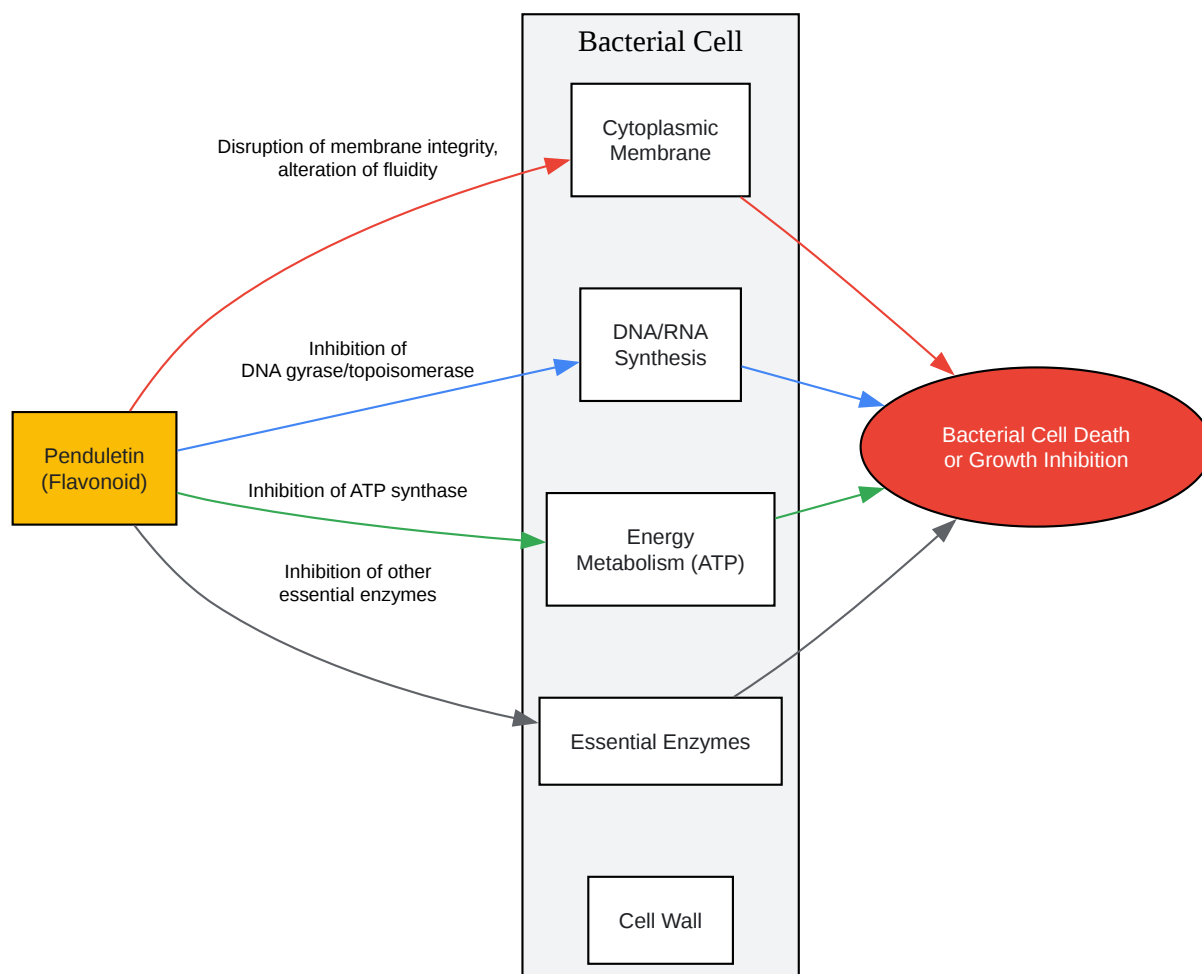 Bacterial Cell
Cytoplasmic
Membrane
Disruption of membrane integrity,
alteration of fluidity
DNA/RNA
Synthesis
Inhibition of
DNA gyrase/topoisomerase
Penduletin
(Flavonoid)
Bacterial Cell Death
or Growth Inhibition
Inhibition of ATP synthase
Energy
Metabolism (ATP)
Inhibition of other
essential enzymes
Essential Enzymes
Cell Wall